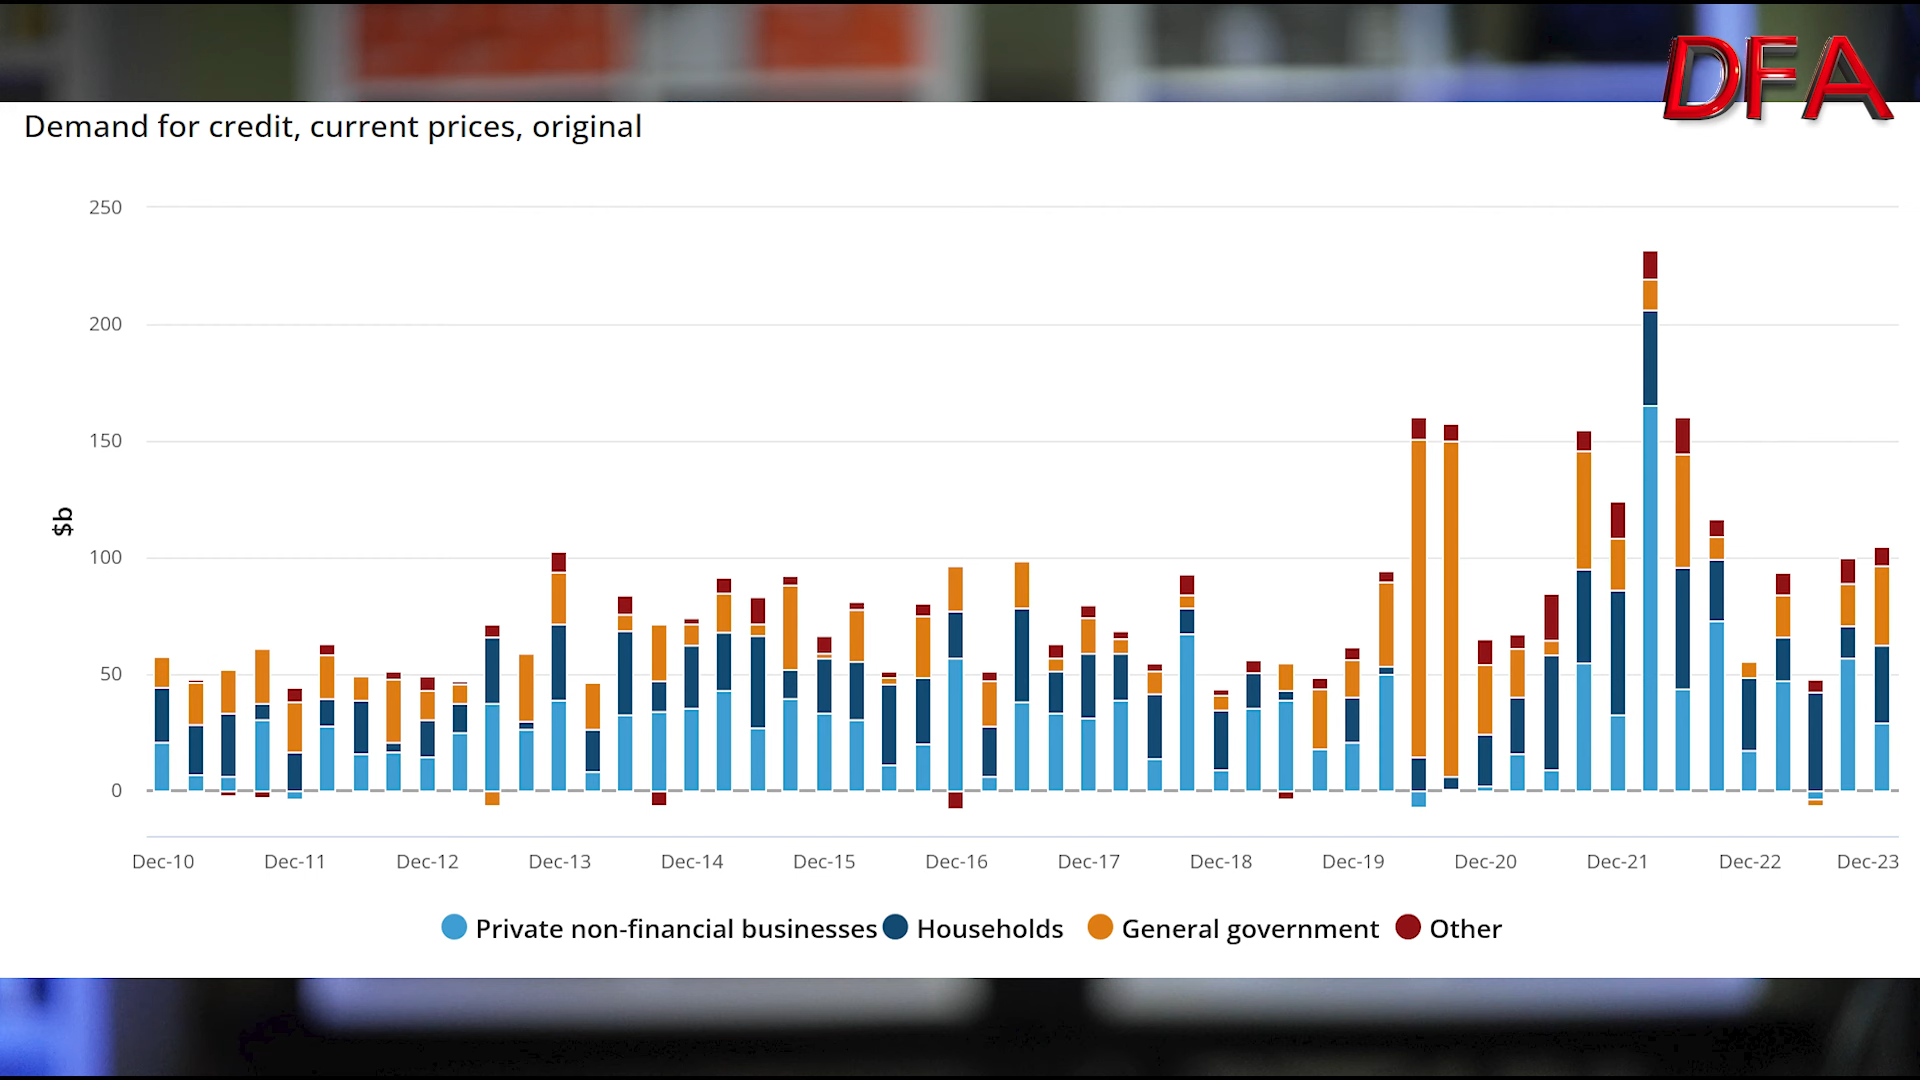 DFA
Demand for credit, current prices, original
250
200
150
100
50
0
$b
Dec-10 Dec-11 Dec-12 Dec-13 Dec-14 Dec-15 Dec-16 Dec-17 Dec-18 Dec-19 Dec-20 Dec-21 Dec-22 Dec-23
Private non-financial businesses Households General government Other